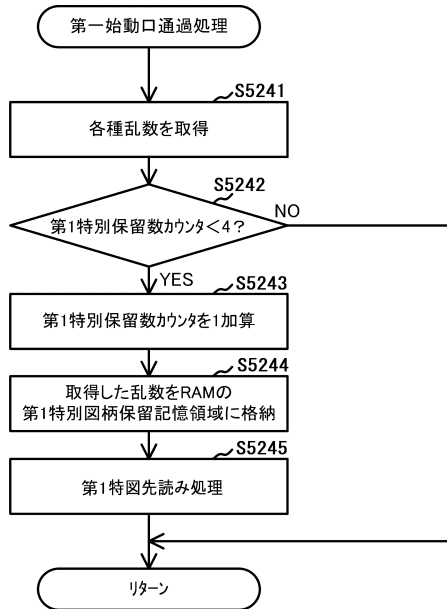 第一始動口通過処理
S5241
各種乱数を取得
S5242
第1特別保留数カウンタ<4?
NO
YES
S5243
第1特別保留数カウンタを1加算
S5244
取得した乱数をRAMの
第1特別図柄保留記憶領域に格納
S5245
第1特図先読み処理
リターン